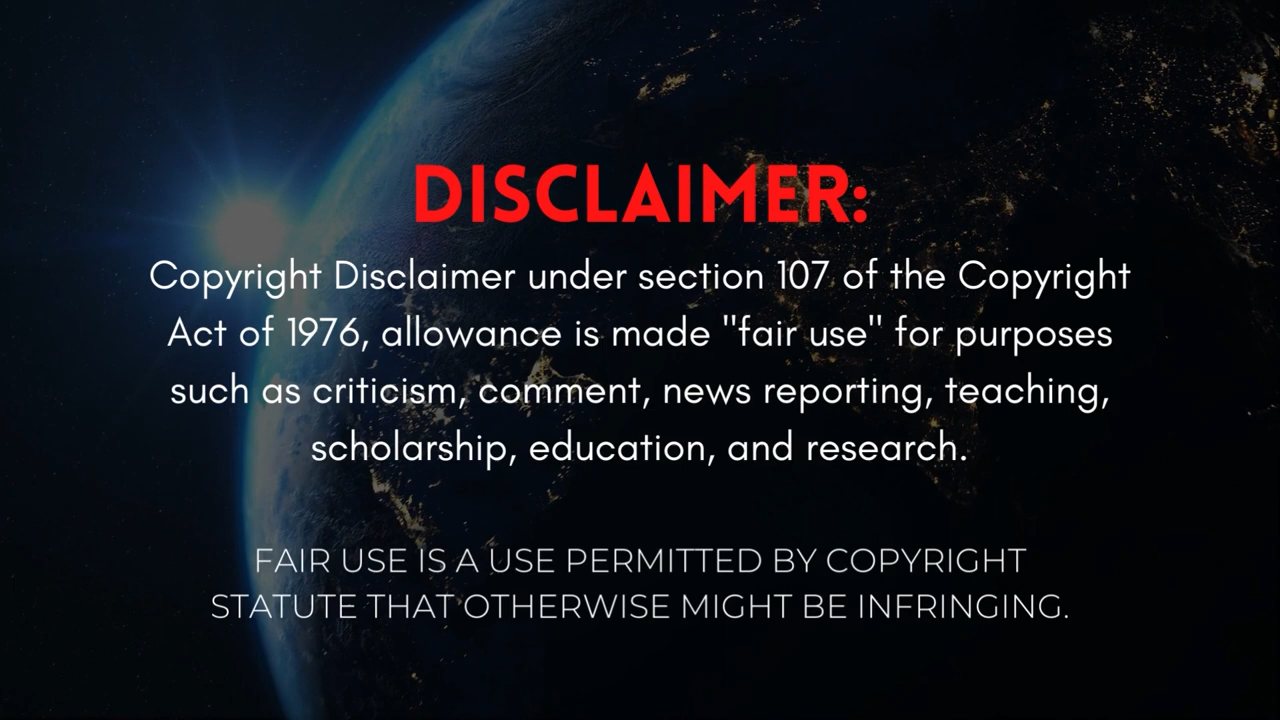 DISCLAIMER:
Copyright Disclaimer under section 107 of the Copyright
Act of 1976, allowance is made "fair use" for purposes
such as criticism, comment, news reporting, teaching,
scholarship, education, and research.
FAIR USE IS A USE PERMITTED BY COPYRIGHT
STATUTE THAT OTHERWISE MIGHT BE INFRINGING.